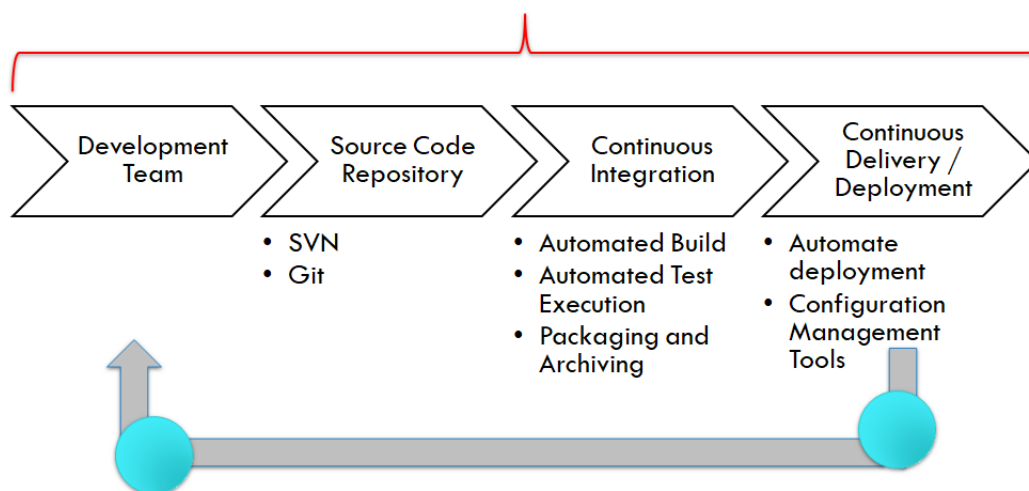 Development
Team
Source Code
Repository
Continuous
Integration
Continuous
Delivery /
Deployment
• SVN
• Git
• Automated Build
• Automated Test
Execution
• Packaging and
Archiving
• Automate
deployment
• Configuration
Management
Tools